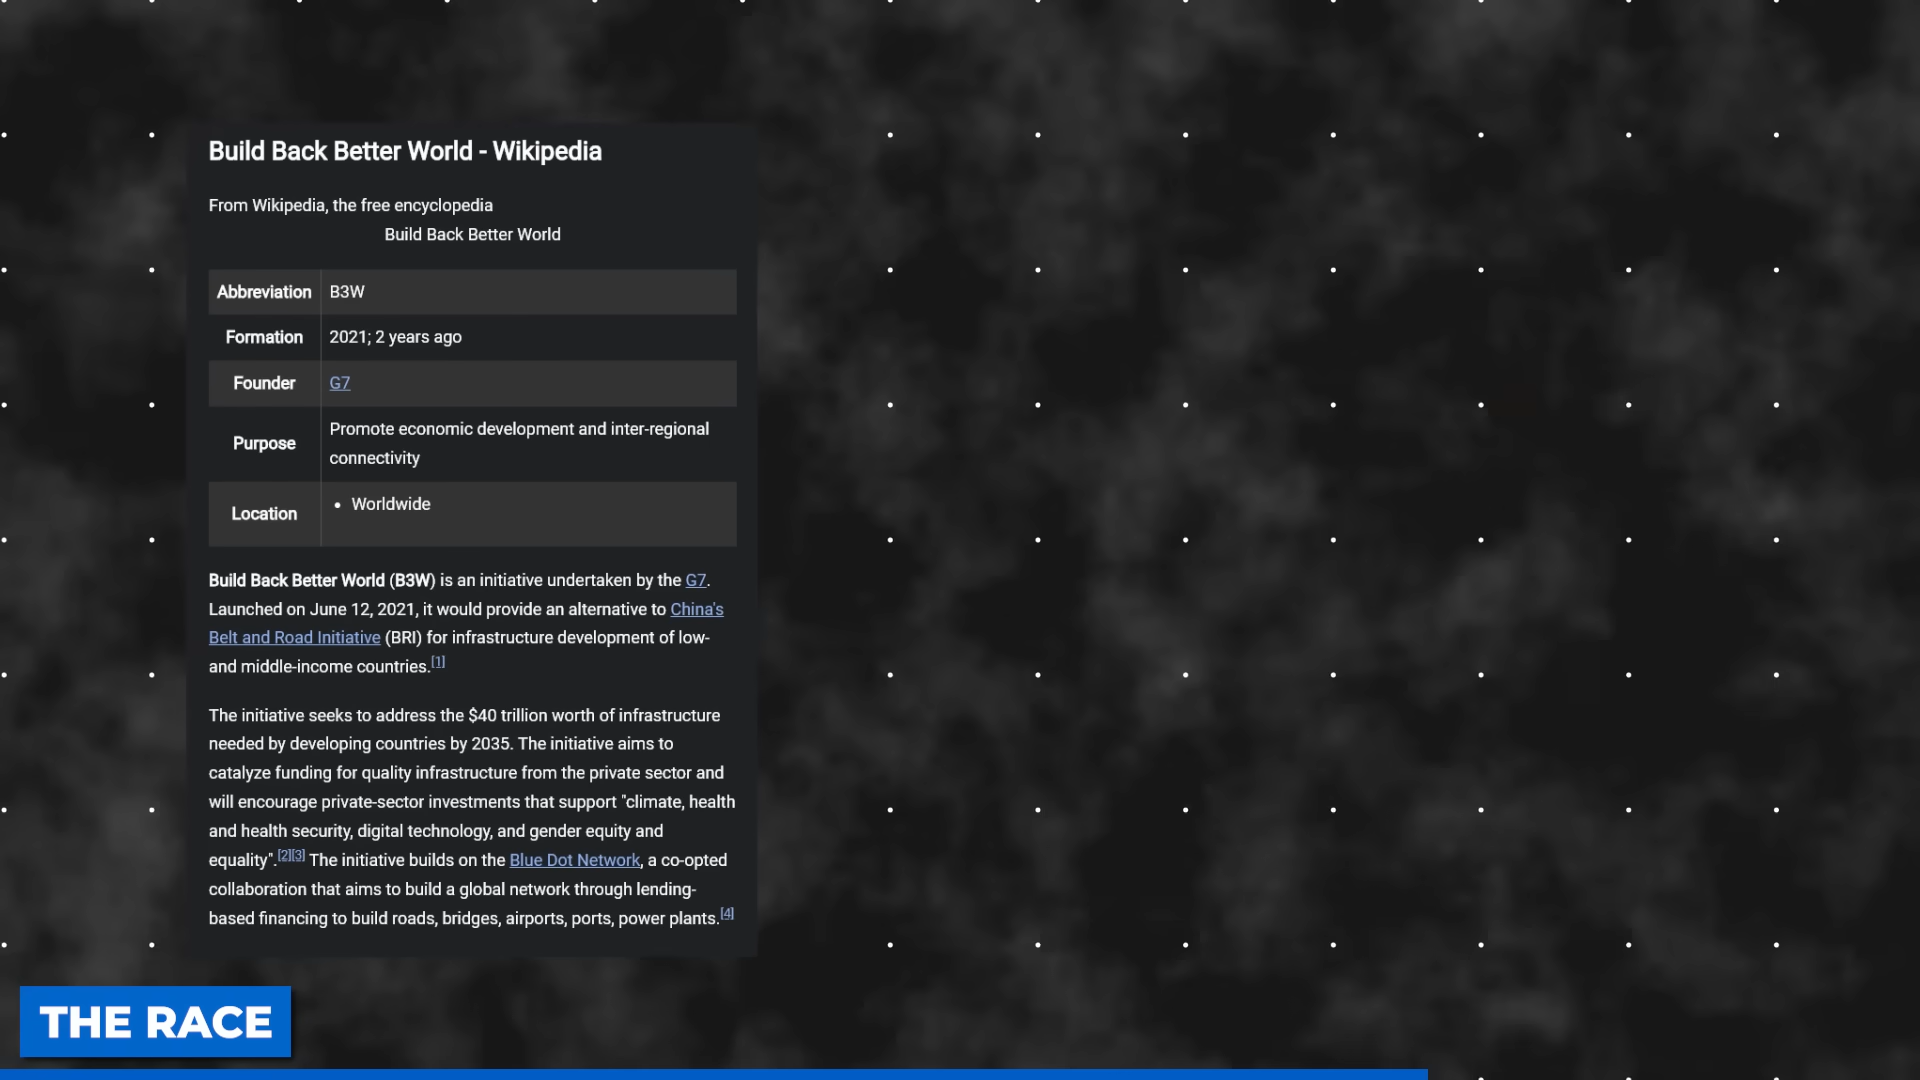 Build Back Better World - Wikipedia
From Wikipedia, the free encyclopedia
Build Back Better World
Abbreviation B3W
Formation 2021; 2 years ago
Founder G7
Purpose Promote economic development and inter-regional
connectivity
Location • Worldwide
Build Back Better World (B3W) is an initiative undertaken by the G7.
Launched on June 12, 2021, it would provide an alternative to China's
Belt and Road Initiative (BRI) for infrastructure development of low-
and middle-income countries.[1]
The initiative seeks to address the $40 trillion worth of infrastructure
needed by developing countries by 2035. The initiative aims to
catalyze funding for quality infrastructure from the private sector and
will encourage private-sector investments that support "climate, health
and health security, digital technology, and gender equity and
equality".[2][3] The initiative builds on the Blue Dot Network, a co-opted
collaboration that aims to build a global network through lending-
based financing to build roads, bridges, airports, ports, power plants.[4]
THE RACE